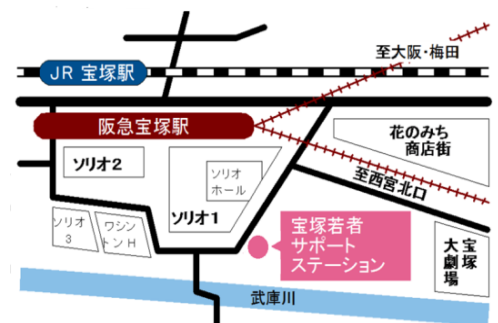 至大阪・梅田
JR 宝塚駅
阪急宝塚駅
花のみち
商店街
ソリオ2
ソリオ
ホール
至西宮北口
ソリオ1
ソリオ
3
ワシン
トンH
宝塚若者
サポート
ステーション
宝塚
大劇場
武庫川